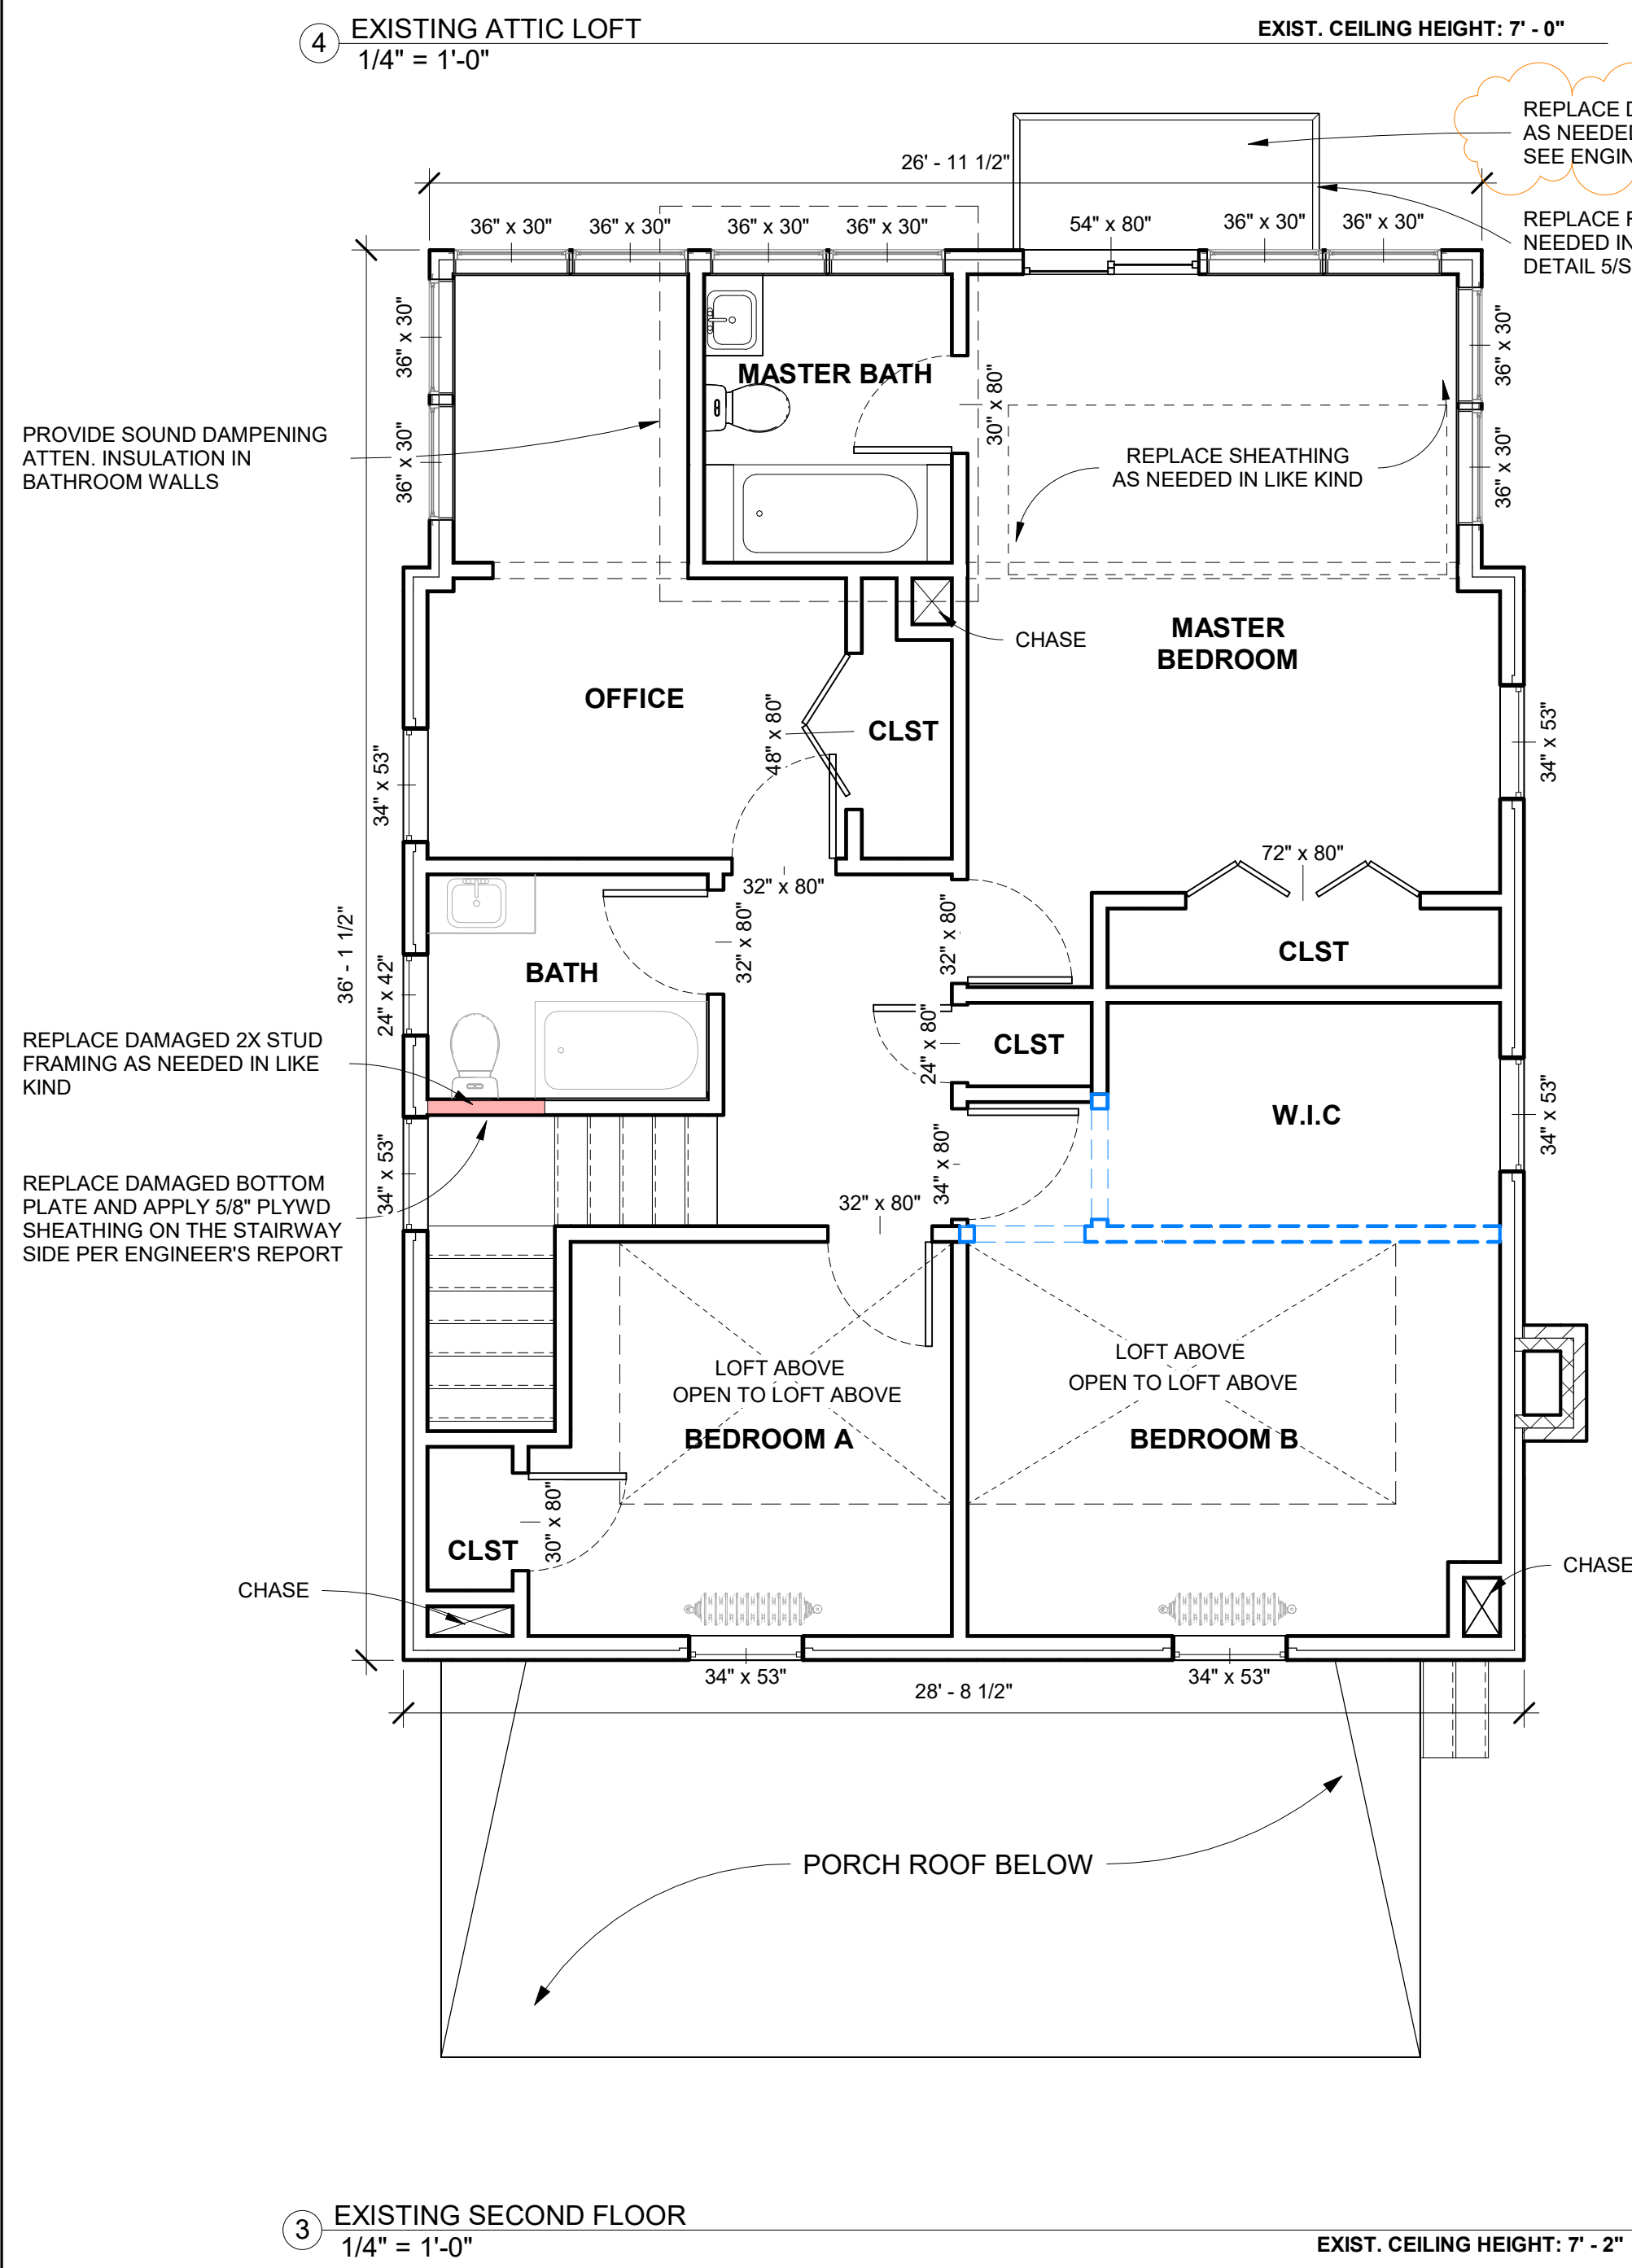 4
EXISTING ATTIC LOFT
1/4" = 1'-0"
EXIST. CEILING HEIGHT: 7' - 0"
REPLACE
AS
SEE
26' - 11 1/2"
REPLACE
NEEDED IN
DETAIL
36" x 30"
36" x 30"
36" x 30"
36" x 30"
54" x 80"
36" x 30"
36" x 30"
36" x 30"
36" x 30"
36" x 30"
36" x 30"
MASTER BATH
30" x 80"
PROVIDE SOUND DAMPENING
ATTEN. INSULATION IN
BATHROOM WALLS
REPLACE SHEATHING
AS NEEDED IN LIKE KIND
CHASE
MASTER
BEDROOM
OFFICE
48" x 80"
CLST
34" x 53"
34" x 53"
72" x 80"
32" x 80"
32" x 80"
32" x 80"
CLST
36' - 1 1/2"
24" x 42"
BATH
REPLACE DAMAGED 2X STUD
FRAMING AS NEEDED IN LIKE
KIND
24" x 80"
CLST
W.I.C
34" x 53"
34" x 53"
34" x 80"
32" x 80"
REPLACE DAMAGED BOTTOM
PLATE AND APPLY 5/8" PLYWD
SHEATHING ON THE STAIRWAY
SIDE PER ENGINEER'S REPORT
LOFT ABOVE
OPEN TO LOFT ABOVE
BEDROOM A
LOFT ABOVE
OPEN TO LOFT ABOVE
BEDROOM B
30" x 80"
CLST
CHASE
CHASE
34" x 53"
34" x 53"
28' - 8 1/2"
PORCH ROOF BELOW
3
EXISTING SECOND FLOOR
1/4" = 1'-0"
EXIST. CEILING HEIGHT: 7' - 2"